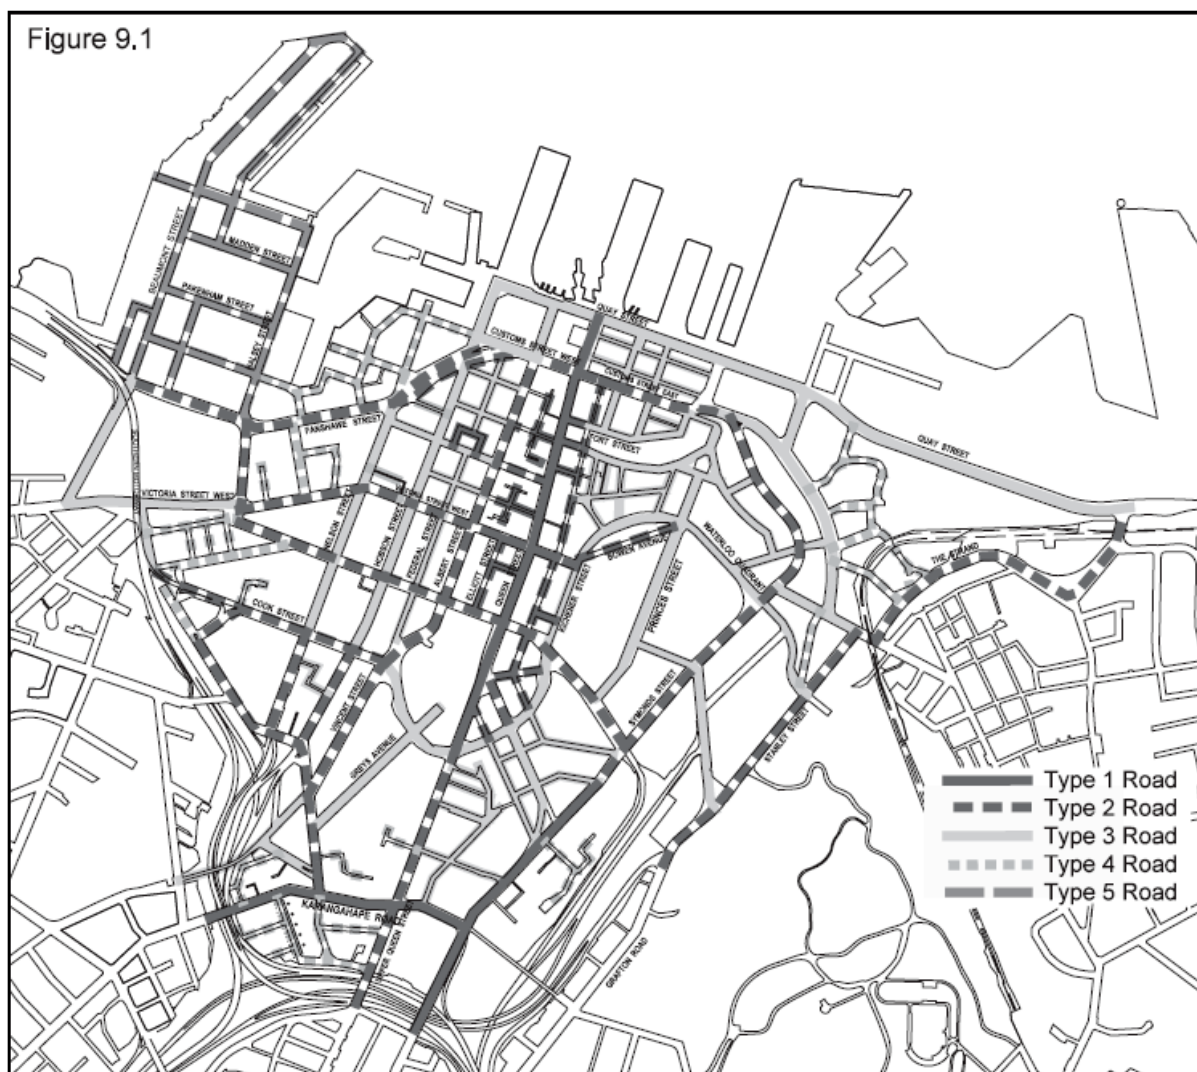 Figure 9.1
BEAUMONT STREET
MADDEN STREET
PAKENHAM STREET
HALSEY STREET
QUAY STREET
CUSTOMS STREET WEST
CUSTOMS STREET EAST
FANSHAWE STREET
FORT STREET
QUAY STREET
VICTORIA STREET WEST
NELSON STREET
HOBSON STREET
FEDERAL STREET
ALBERT STREET
ELLIOTT STREET
QUEEN STREET
BOWEN AVENUE
WATERLOO QUADRANT
THE STRAND
COOK STREET
KITCHENER STREET
PRINCES STREET
VINCENT STREET
GREYS AVENUE
SYMONDS STREET
STANLEY STREET
KARANGAHAPE ROAD
UPPER QUEEN STREET
GRAFTON ROAD
Type 1 Road
Type 2 Road
Type 3 Road
Type 4 Road
Type 5 Road